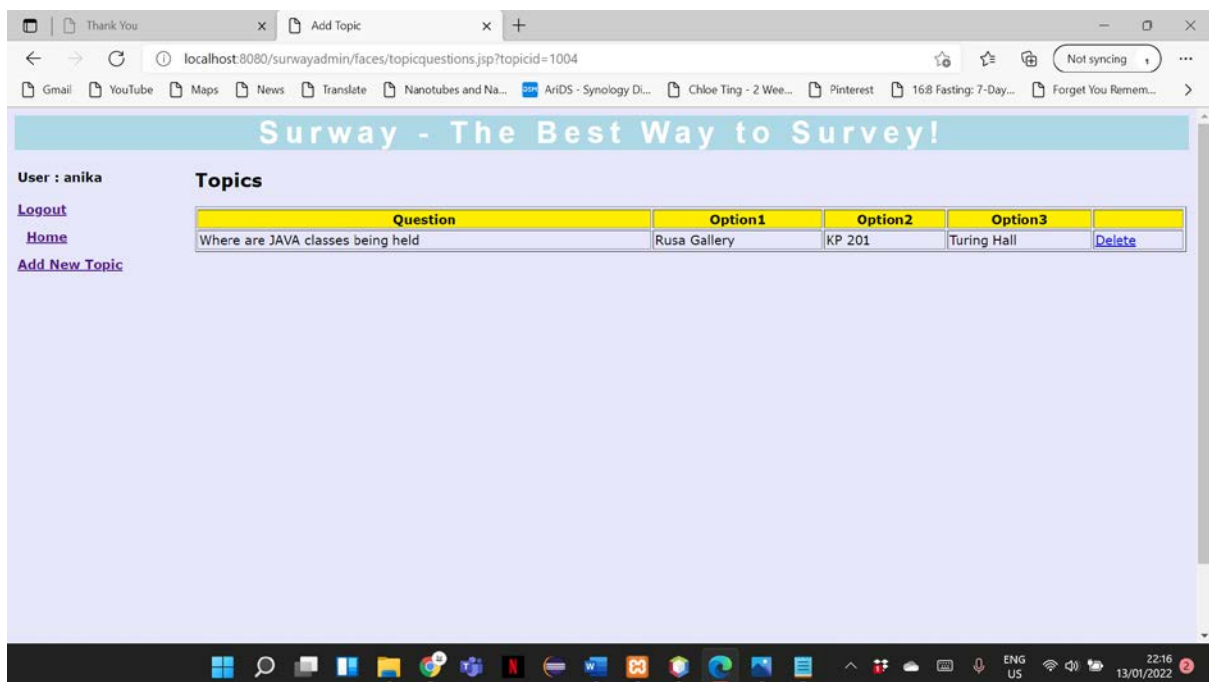 Thank You
Add Topic
localhost:8080/surwayadmin/faces/topicquestions.jsp?topicid=1004
Not syncing
Gmail YouTube Maps News Translate Nanotubes and Na... AriDS - Synology Di... Chloe Ting - 2 Wee... Pinterest 16:8 Fasting: 7-Day... Forget You Remem...
Surway - The Best Way to Survey!
User : anika
Logout
Home
Add New Topic
Topics
Question Option1 Option2 Option3
Where are JAVA classes being held Rusa Gallery KP 201 Turing Hall Delete
ENG
US
22:16
13/01/2022
2